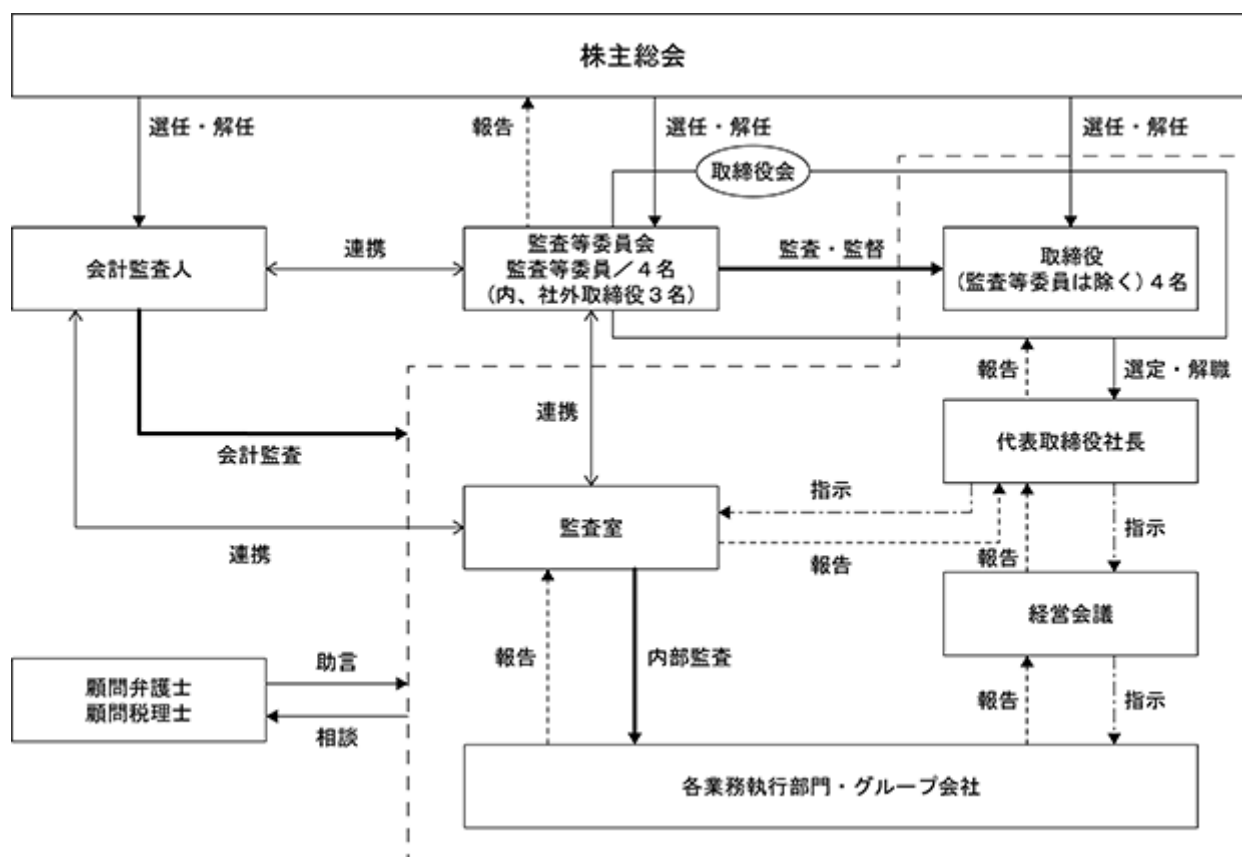 株主総会
選任・解任
報告
選任・解任
選任・解任
取締役会
会計監査人
連携
監査等委員会
監査等委員／４名
(内、社外取締役３名)
監査・監督
取締役
(監査等委員は除く)４名
報告
選定・解職
連携
代表取締役社長
会計監査
指示
監査室
連携
報告
報告
指示
経営会議
助言
顧問弁護士
顧問税理士
相談
報告
内部監査
報告
指示
各業務執行部門・グループ会社